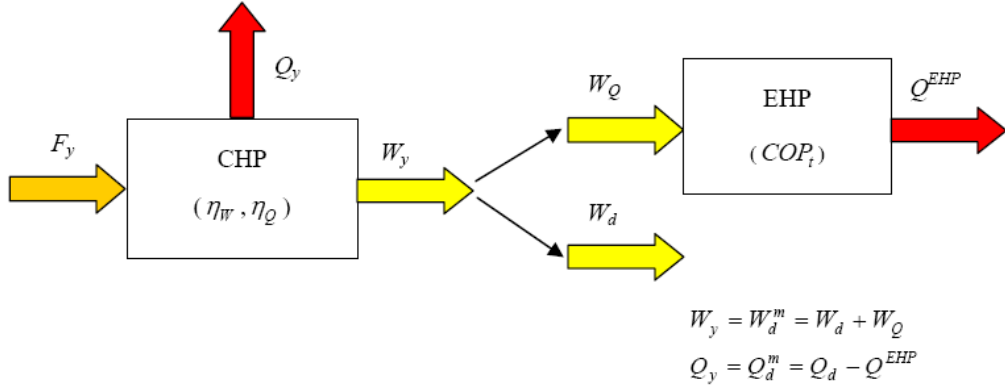 Q_y
F_y
CHP
(η_W, η_Q)
W_y
W_Q
W_d
EHP
(COP_t)
Q^{EHP}
W_y = W_d^m = W_d + W_Q
Q_y = Q_d^m = Q_d − Q^{EHP}